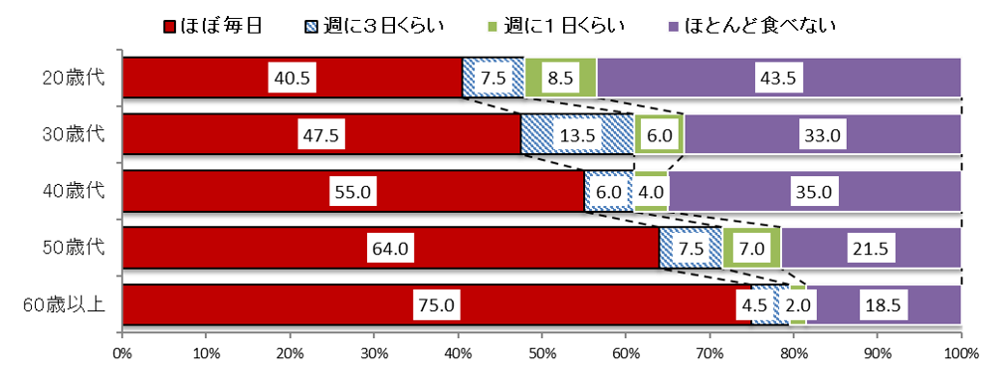 ほぼ毎日 週に３日くらい 週に１日くらい ほとんど食べない
20歳代 40.5 7.5 8.5 43.5
30歳代 47.5 13.5 6.0 33.0
40歳代 55.0 6.0 4.0 35.0
50歳代 64.0 7.5 7.0 21.5
60歳以上 75.0 4.5 2.0 18.5
0% 10% 20% 30% 40% 50% 60% 70% 80% 90% 100%